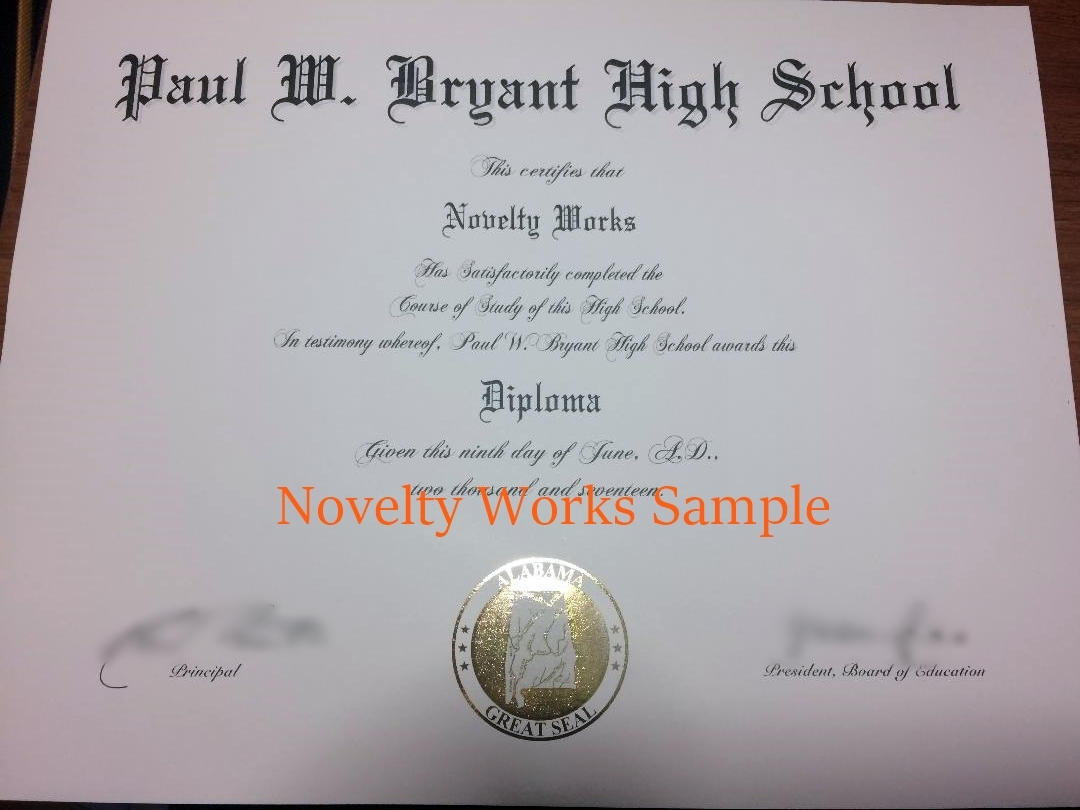 Paul W. Bryant High School
This certifies that
Novelty Works
Has Satisfactorily completed the
Course of Study of this High School.
In testimony whereof, Paul W. Bryant High School awards this
Diploma
Given this ninth day of June, A.D.,
two thousand and seventeen.
Novelty Works Sample
ALABAMA
GREAT SEAL
Principal
President, Board of Education